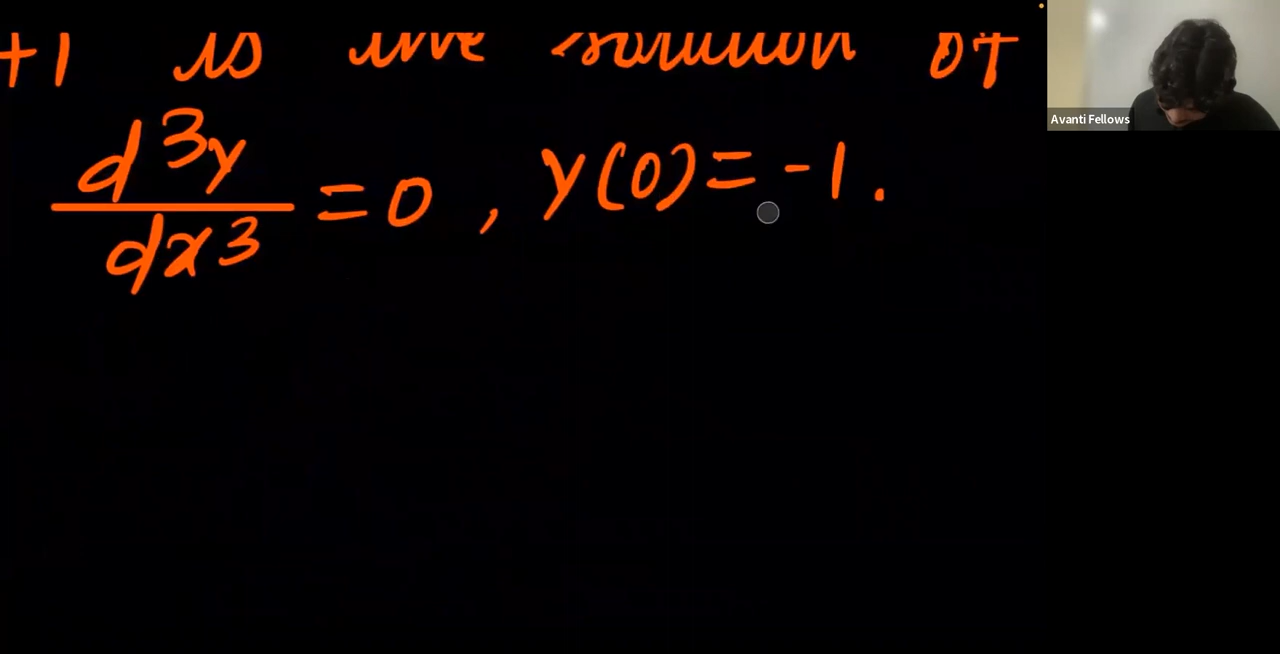 +1 is the solution of
d³y/dx³ = 0 , y(0) = -1 .
Avanti Fellows